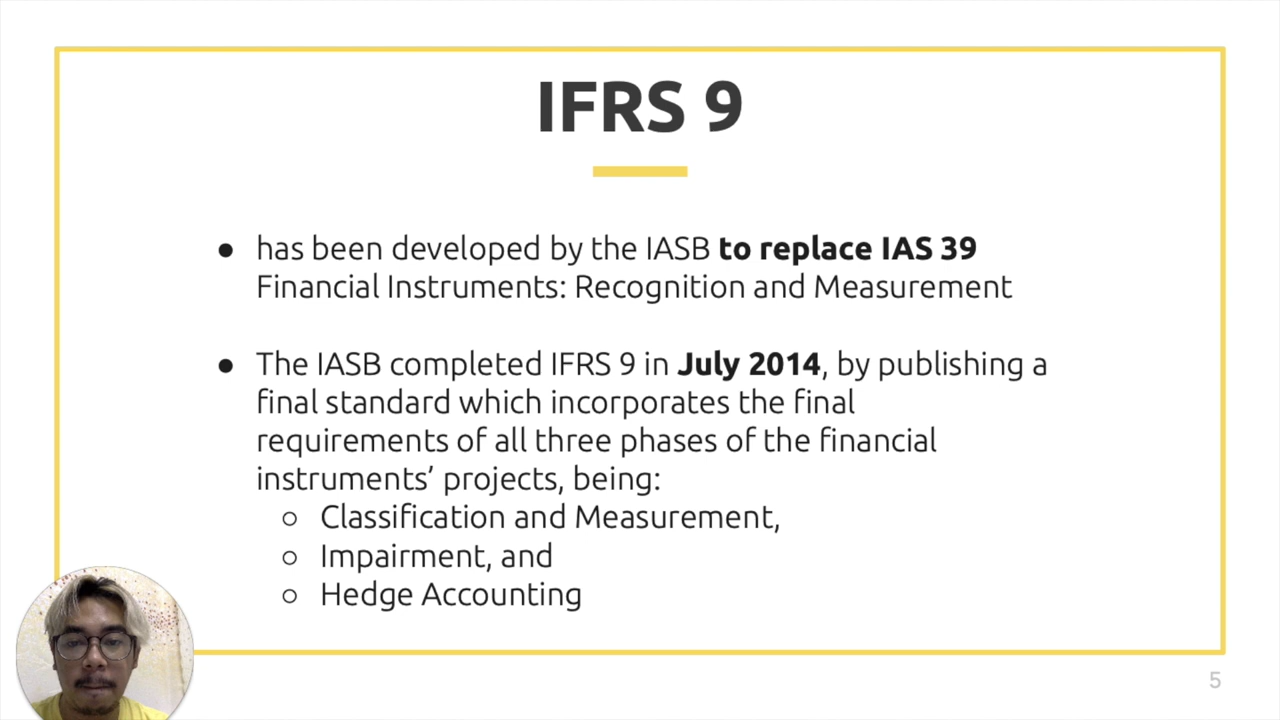 IFRS 9
● has been developed by the IASB to replace IAS 39
Financial Instruments: Recognition and Measurement
● The IASB completed IFRS 9 in July 2014, by publishing a
final standard which incorporates the final
requirements of all three phases of the financial
instruments’ projects, being:
○ Classification and Measurement,
○ Impairment, and
○ Hedge Accounting
5